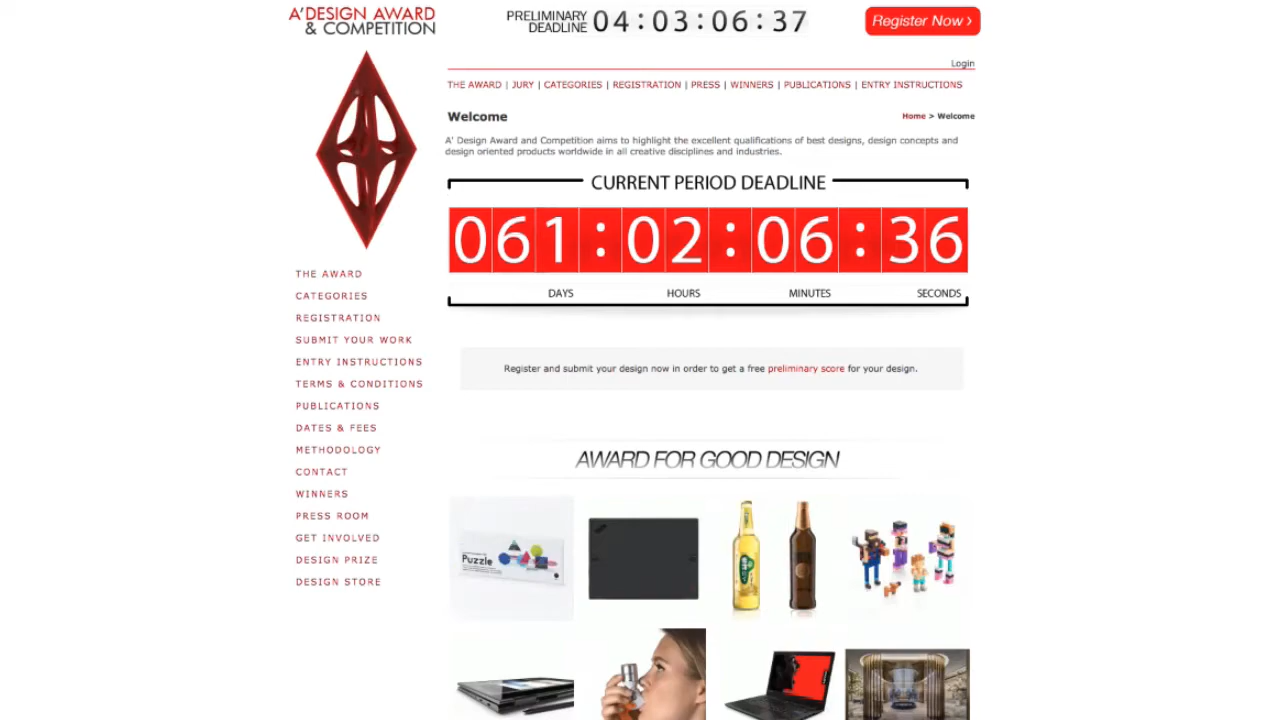 A' DESIGN AWARD
& COMPETITION
PRELIMINARY
DEADLINE
04:03:06:37
Register Now ›
Login
THE AWARD | JURY | CATEGORIES | REGISTRATION | PRESS | WINNERS | PUBLICATIONS | ENTRY INSTRUCTIONS
Welcome
Home > Welcome
A' Design Award and Competition aims to highlight the excellent qualifications of best designs, design concepts and
design oriented products worldwide in all creative disciplines and industries.
CURRENT PERIOD DEADLINE
061:02:06:36
DAYS HOURS MINUTES SECONDS
THE AWARD
CATEGORIES
REGISTRATION
SUBMIT YOUR WORK
ENTRY INSTRUCTIONS
TERMS & CONDITIONS
PUBLICATIONS
DATES & FEES
METHODOLOGY
CONTACT
WINNERS
PRESS ROOM
GET INVOLVED
DESIGN PRIZE
DESIGN STORE
Register and submit your design now in order to get a free preliminary score for your design.
AWARD FOR GOOD DESIGN
Puzzle